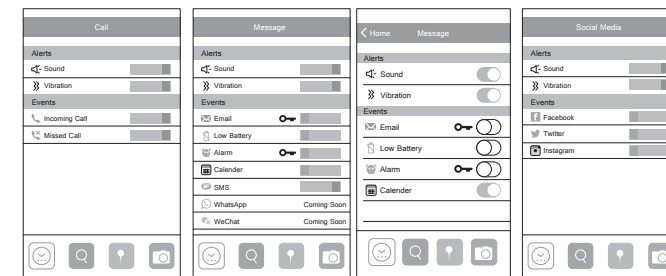 Call
Alerts
Sound
Vibration
Events
Incoming Call
Missed Call
Message
Alerts
Sound
Vibration
Events
Email
Low Battery
Alarm
Calender
SMS
WhatsApp Coming Soon
WeChat Coming Soon
Home Message
Alerts
Sound
Vibration
Events
Email
Low Battery
Alarm
Calender
Social Media
Alerts
Sound
Vibration
Events
Facebook
Twitter
Instagram